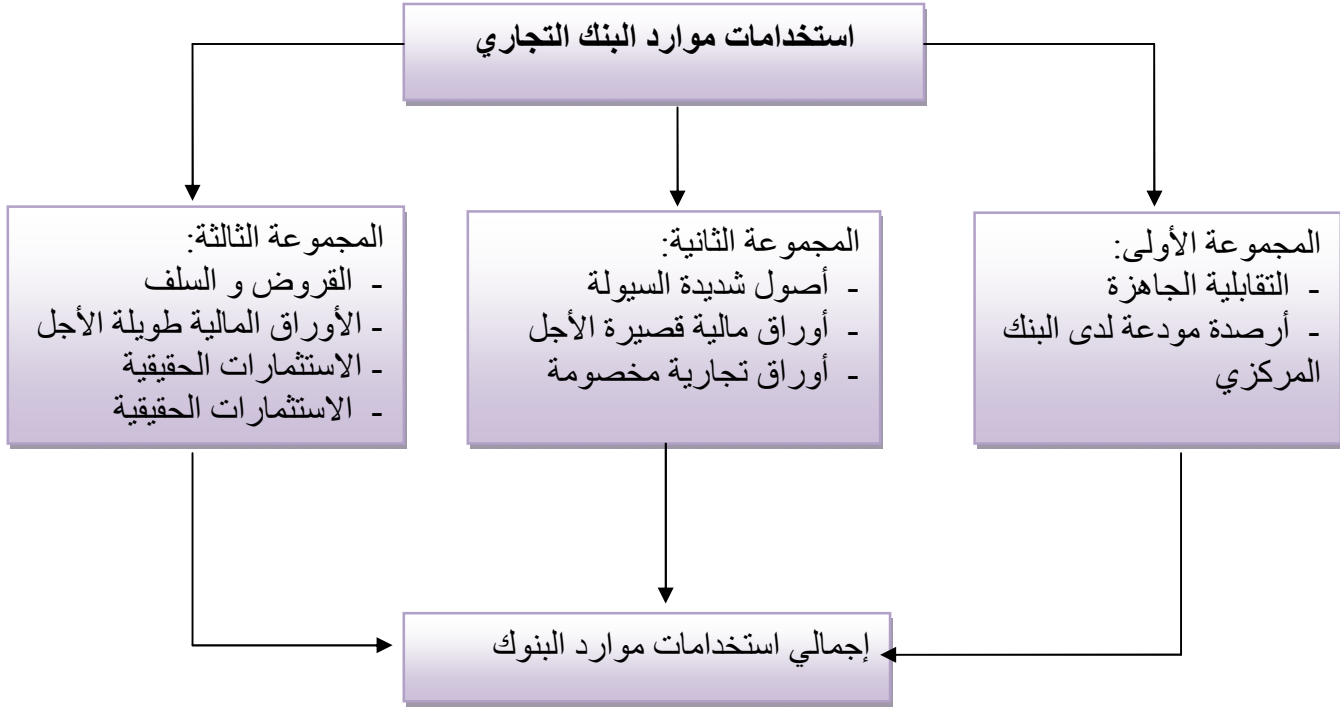 استخدامات موارد البنك التجاري
المجموعة الأولى:
- التقابلية الجاهزة
- أرصدة مودعة لدى البنك
المركزي
المجموعة الثانية:
- أصول شديدة السيولة
- أوراق مالية قصيرة الأجل
- أوراق تجارية مخصومة
المجموعة الثالثة:
- القروض و السلف
- الأوراق المالية طويلة الأجل
- الاستثمارات الحقيقية
- الاستثمارات الحقيقية
إجمالي استخدامات موارد البنوك